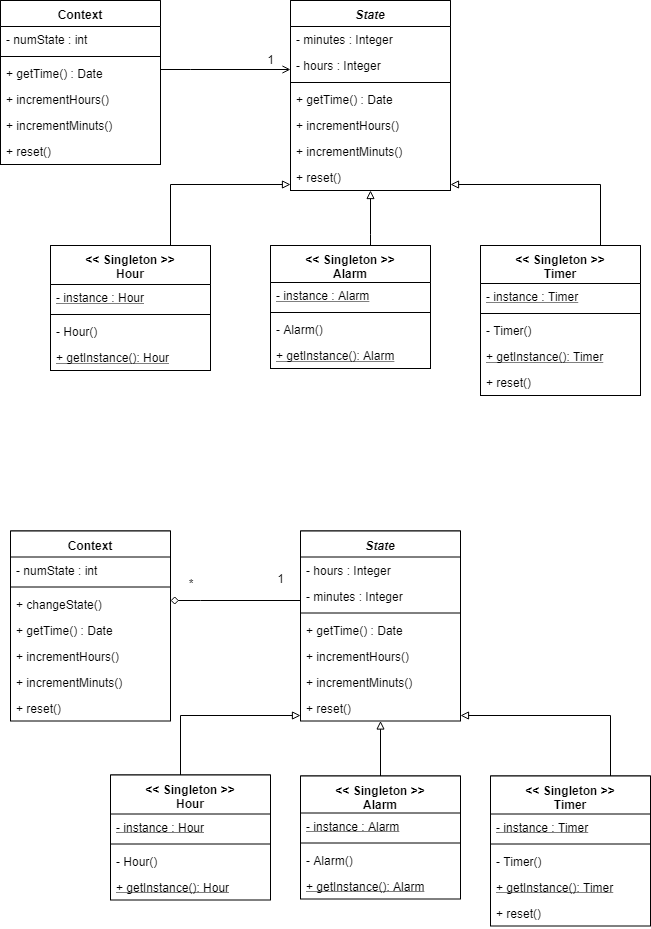 Context
- numState : int
+ getTime() : Date
+ incrementHours()
+ incrementMinuts()
+ reset()
1
State
- minutes : Integer
- hours : Integer
+ getTime() : Date
+ incrementHours()
+ incrementMinuts()
+ reset()
<< Singleton >>
Hour
- instance : Hour
- Hour()
+ getInstance(): Hour
<< Singleton >>
Alarm
- instance : Alarm
- Alarm()
+ getInstance(): Alarm
<< Singleton >>
Timer
- instance : Timer
- Timer()
+ getInstance(): Timer
+ reset()
Context
- numState : int
+ changeState()
+ getTime() : Date
+ incrementHours()
+ incrementMinuts()
+ reset()
*
1
State
- hours : Integer
- minutes : Integer
+ getTime() : Date
+ incrementHours()
+ incrementMinuts()
+ reset()
<< Singleton >>
Hour
- instance : Hour
- Hour()
+ getInstance(): Hour
<< Singleton >>
Alarm
- instance : Alarm
- Alarm()
+ getInstance(): Alarm
<< Singleton >>
Timer
- instance : Timer
- Timer()
+ getInstance(): Timer
+ reset()